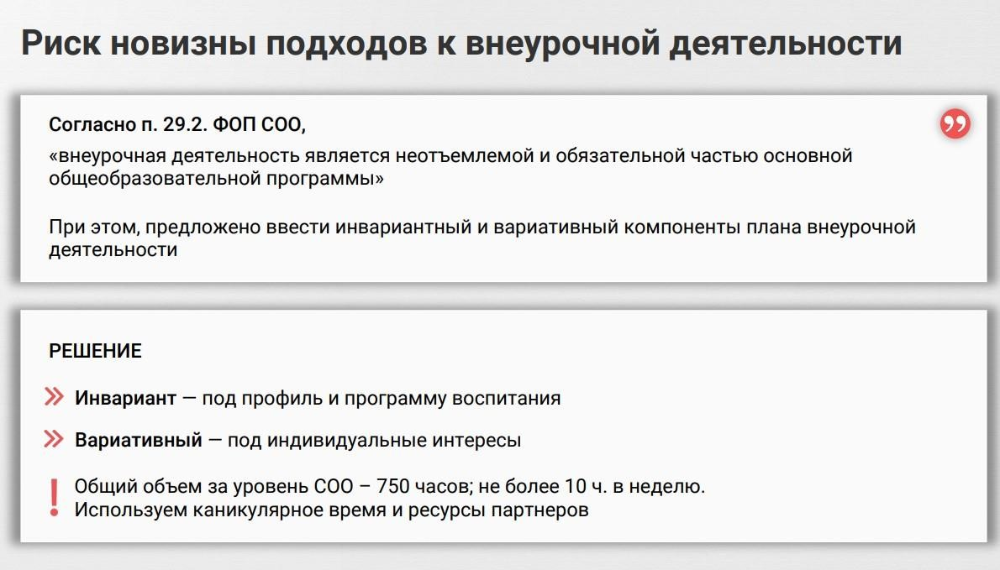 Риск новизны подходов к внеурочной деятельности
Согласно п. 29.2. ФОП СОО,
«внеурочная деятельность является неотъемлемой и обязательной частью основной
общеобразовательной программы»
При этом, предложено ввести инвариантный и вариативный компоненты плана внеурочной
деятельности
РЕШЕНИЕ
Инвариант — под профиль и программу воспитания
Вариативный — под индивидуальные интересы
Общий объем за уровень СОО – 750 часов; не более 10 ч. в неделю.
Используем каникулярное время и ресурсы партнеров